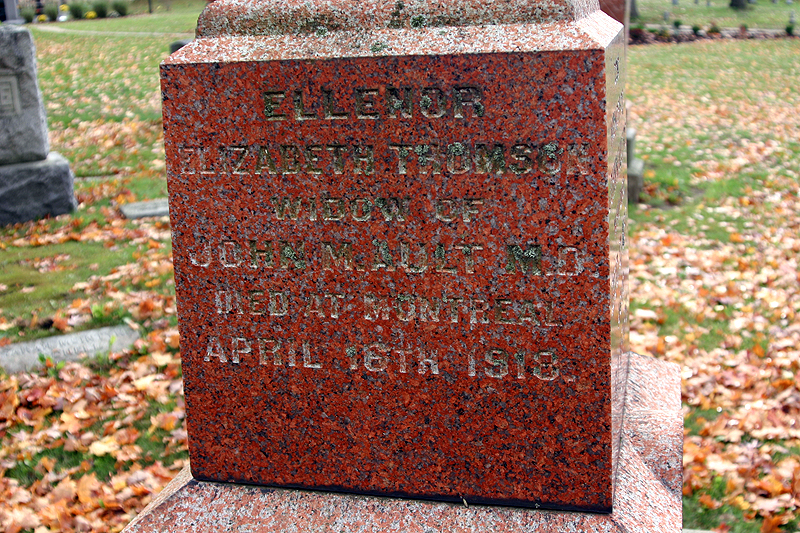 ELLENOR
ELIZABETH THOMSON
WIDOW OF
JOHN M. AULT M.D.
DIED AT MONTREAL
APRIL 16TH 1918.